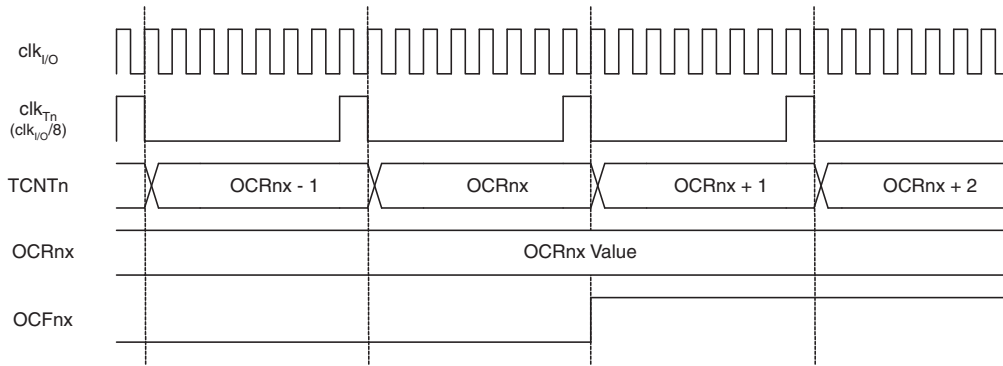 clkI/O
clkTn
(clkI/O/8)
TCNTn OCRnx - 1 OCRnx OCRnx + 1 OCRnx + 2
OCRnx OCRnx Value
OCFnx